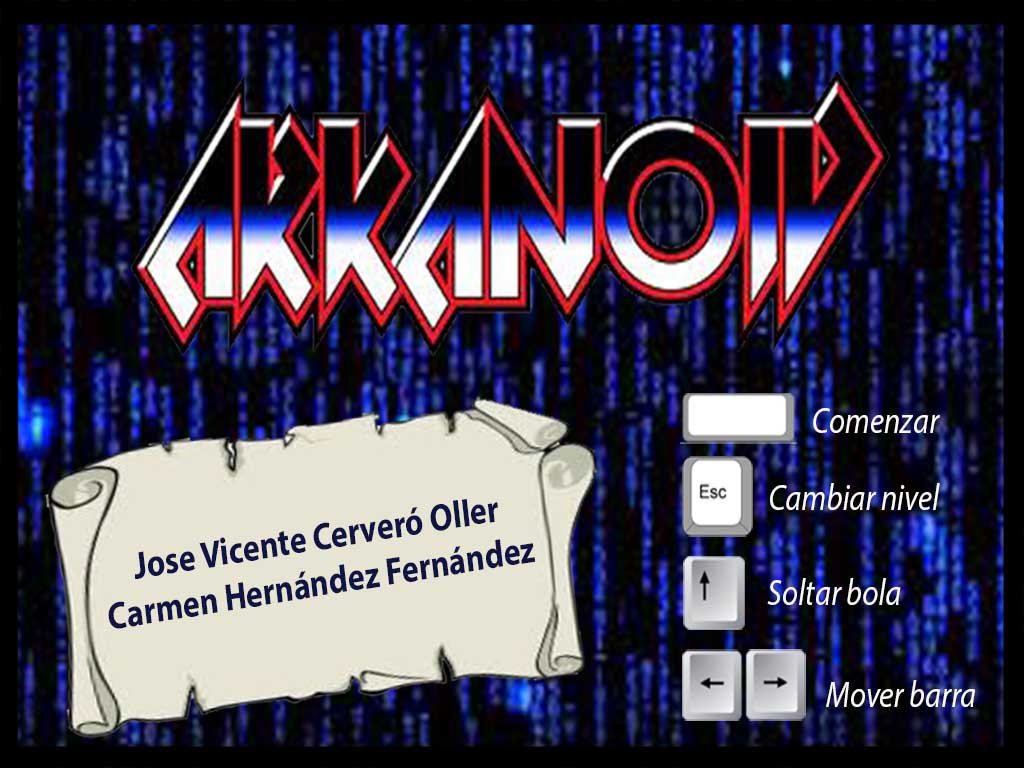 ARKANOID
Jose Vicente Cerveró Oller
Carmen Hernández Fernández
Comenzar
Esc
Cambiar nivel
Soltar bola
Mover barra